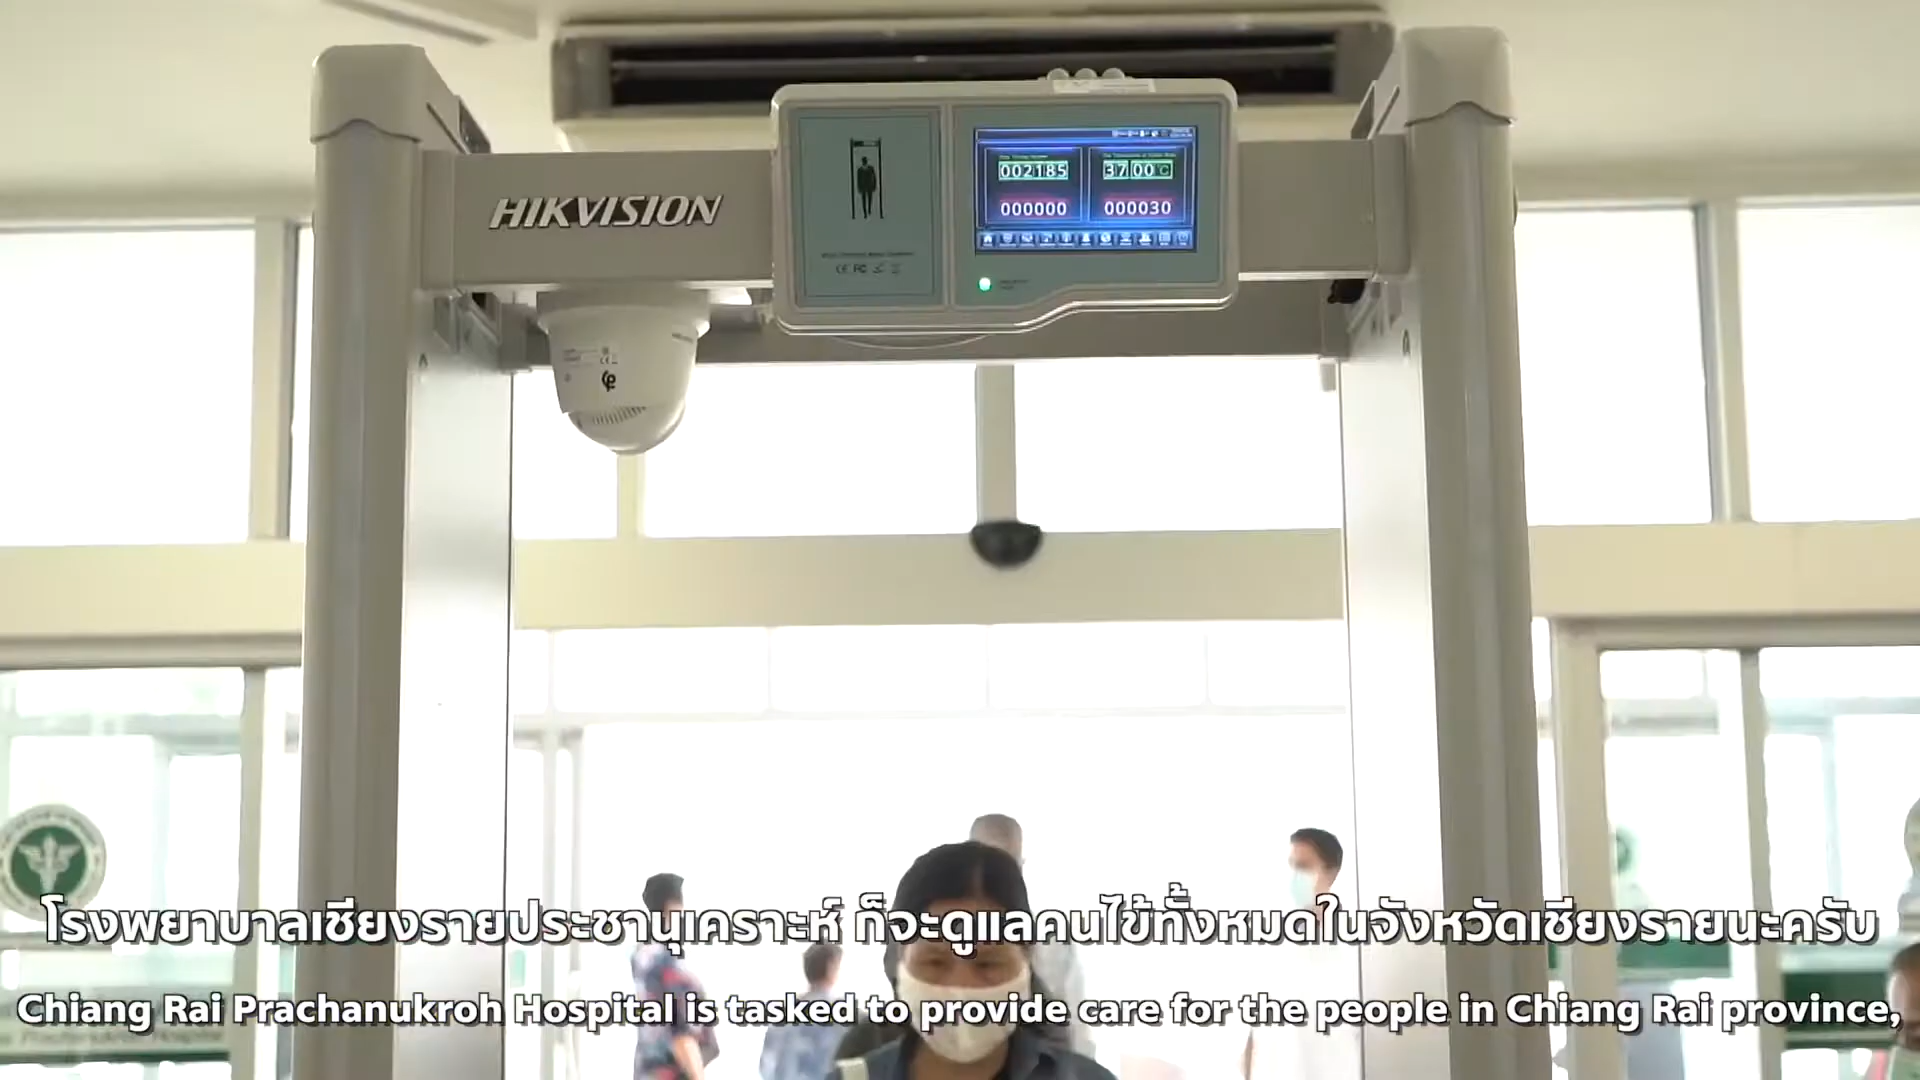 HIKVISION
002185
37.00°C
000000
000030
CE FC
โรงพยาบาลเชียงรายประชานุเคราะห์ ก็จะดูแลคนไข้ทั้งหมดในจังหวัดเชียงรายนะครับ
Chiang Rai Prachanukroh Hospital is tasked to provide care for the people in Chiang Rai province,